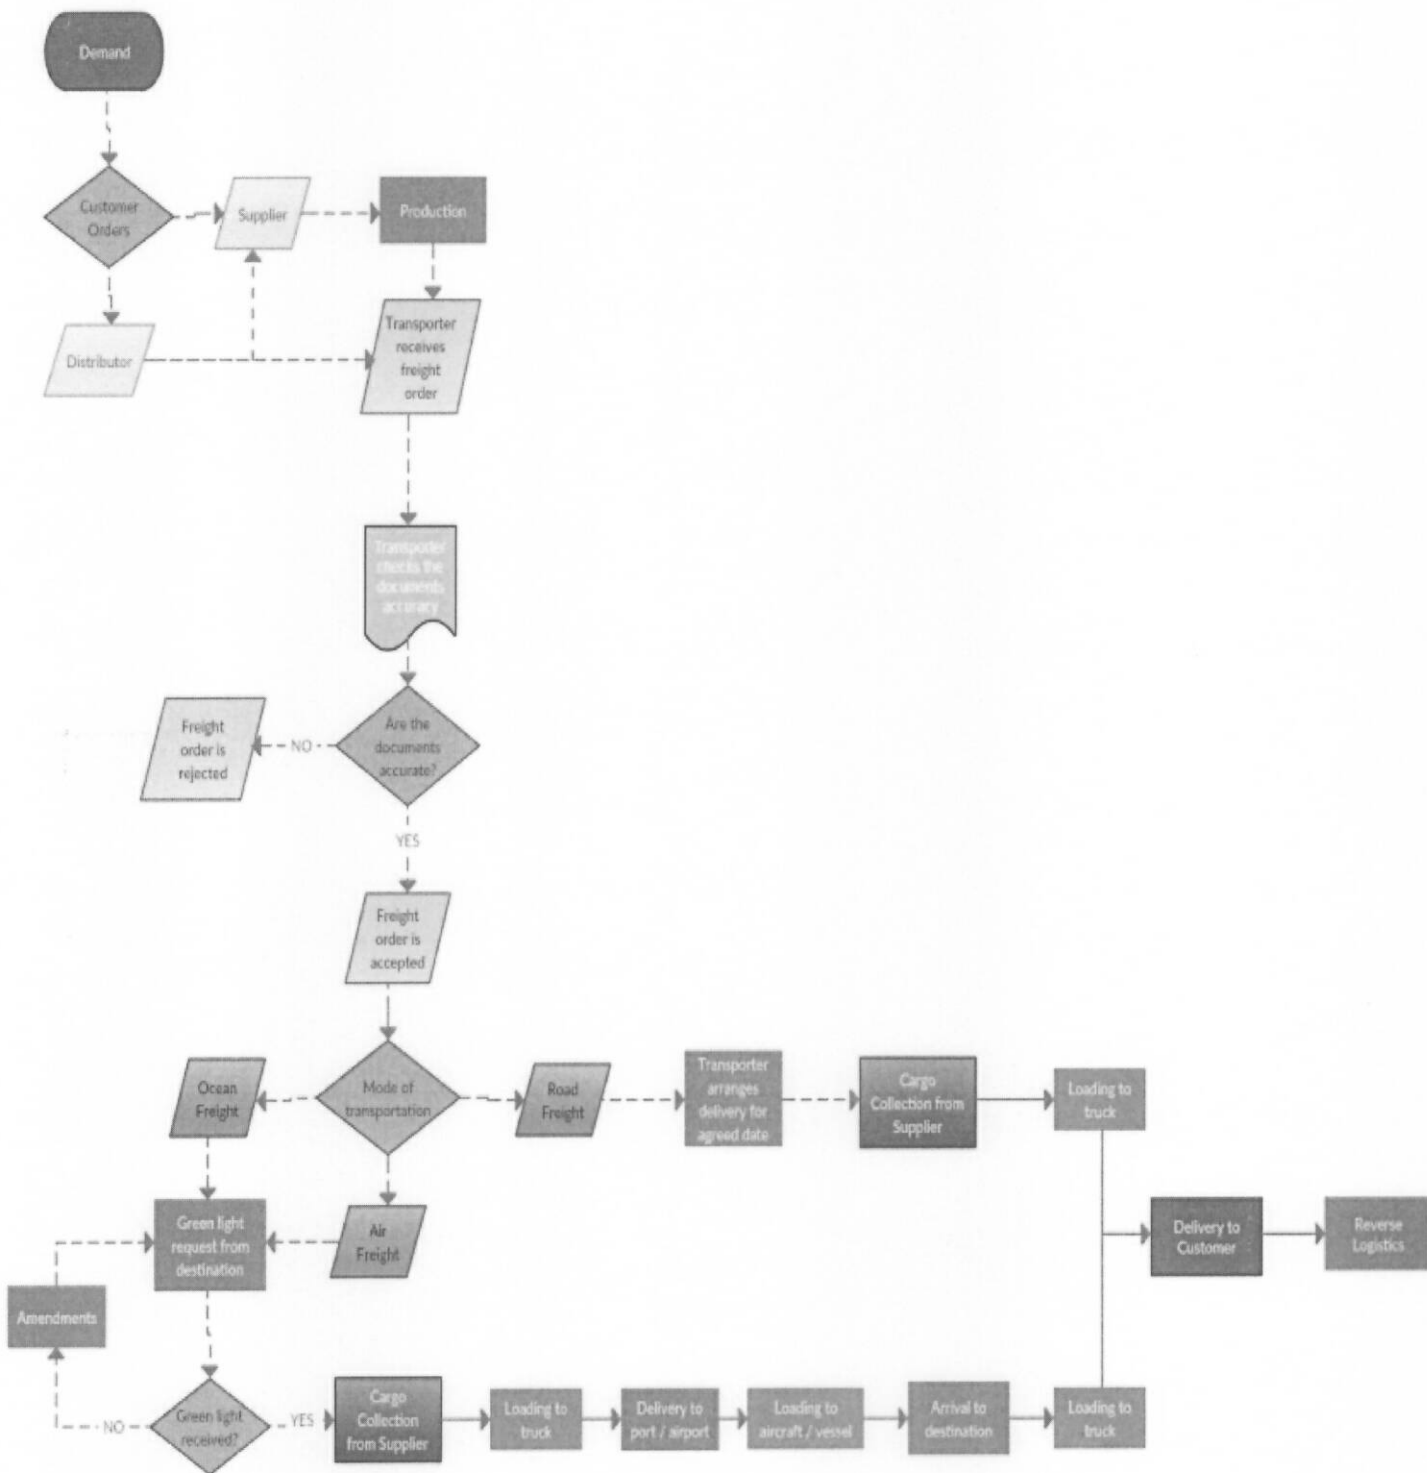 Demand
Customer
Orders
Supplier
Production
Distributor
Transporter
receives
freight
order
Transporter
checks the
documents
accuracy
Freight
order is
rejected
NO
Are the
documents
accurate?
YES
Freight
order is
accepted
Ocean
Freight
Mode of
transportation
Road
Freight
Transporter
arranges
delivery for
agreed date
Cargo
Collection from
Supplier
Loading to
truck
Green light
request from
destination
Air
Freight
Delivery to
Customer
Reverse
Logistics
Amendments
NO
Green light
received?
YES
Cargo
Collection
from Supplier
Loading to
truck
Delivery to
port / airport
Loading to
aircraft / vessel
Arrival to
destination
Loading to
truck